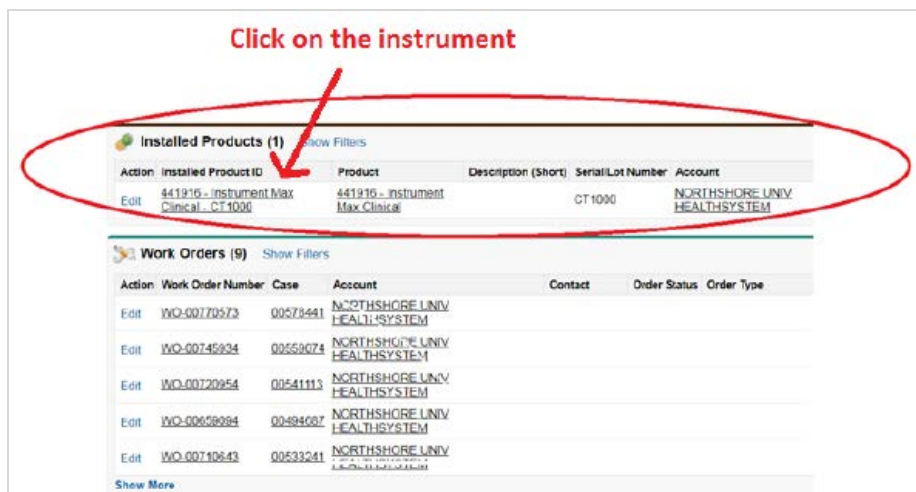 Click on the instrument
Installed Products (1) Show Filters
Action Installed Product ID Product Description (Short) Serial/Lot Number Account
Edit 441916 - Instrument Max 441916 - Instrument CT1000 NORTHSHORE UNIV
Clinical - CT1000 Max Clinical HEALTHSYSTEM
Work Orders (9) Show Filters
Action Work Order Number Case Account Contact Order Status Order Type
Edit WO-00770573 00578441 NORTHSHORE UNIV
HEALTHSYSTEM
Edit WO-00745934 00559074 NORTHSHORE UNIV
HEALTHSYSTEM
Edit WO-00720954 00541113 NORTHSHORE UNIV
HEALTHSYSTEM
Edit WO-00659094 00494687 NORTHSHORE UNIV
HEALTHSYSTEM
Edit WO-00710643 00533241 NORTHSHORE UNIV
Show More